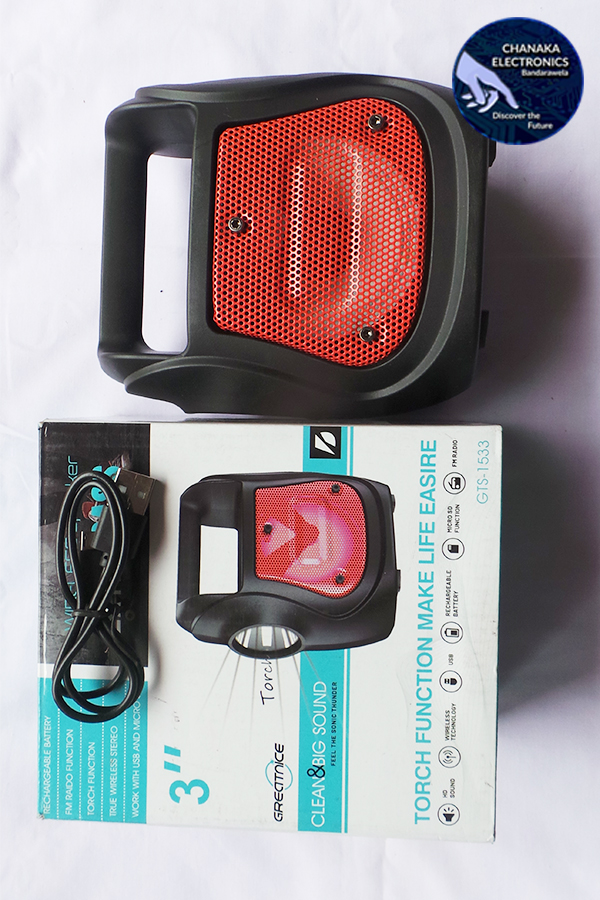 CHANAKA
ELECTRONICS
Bandarawela
Discover the
Future
RECHARGEABLE BATTERY
FM RAIDO FUNCTION
TORCH FUNCTION
TRUE WIRELESS STEREO
WORK WITH USB AND MICRO
3"
GREATNICE
Torch
CLEAN&BIG SOUND
FEEL THE SONIC THUNDER
TORCH FUNCTION MAKE LIFE EASIRE
HD
SOUND
WIRELESS
TECHNOLOGY
USB
RECHARGEABLE
BATTERY
MICRO SD
FUNCTION
FM RADIO
GTS-1533